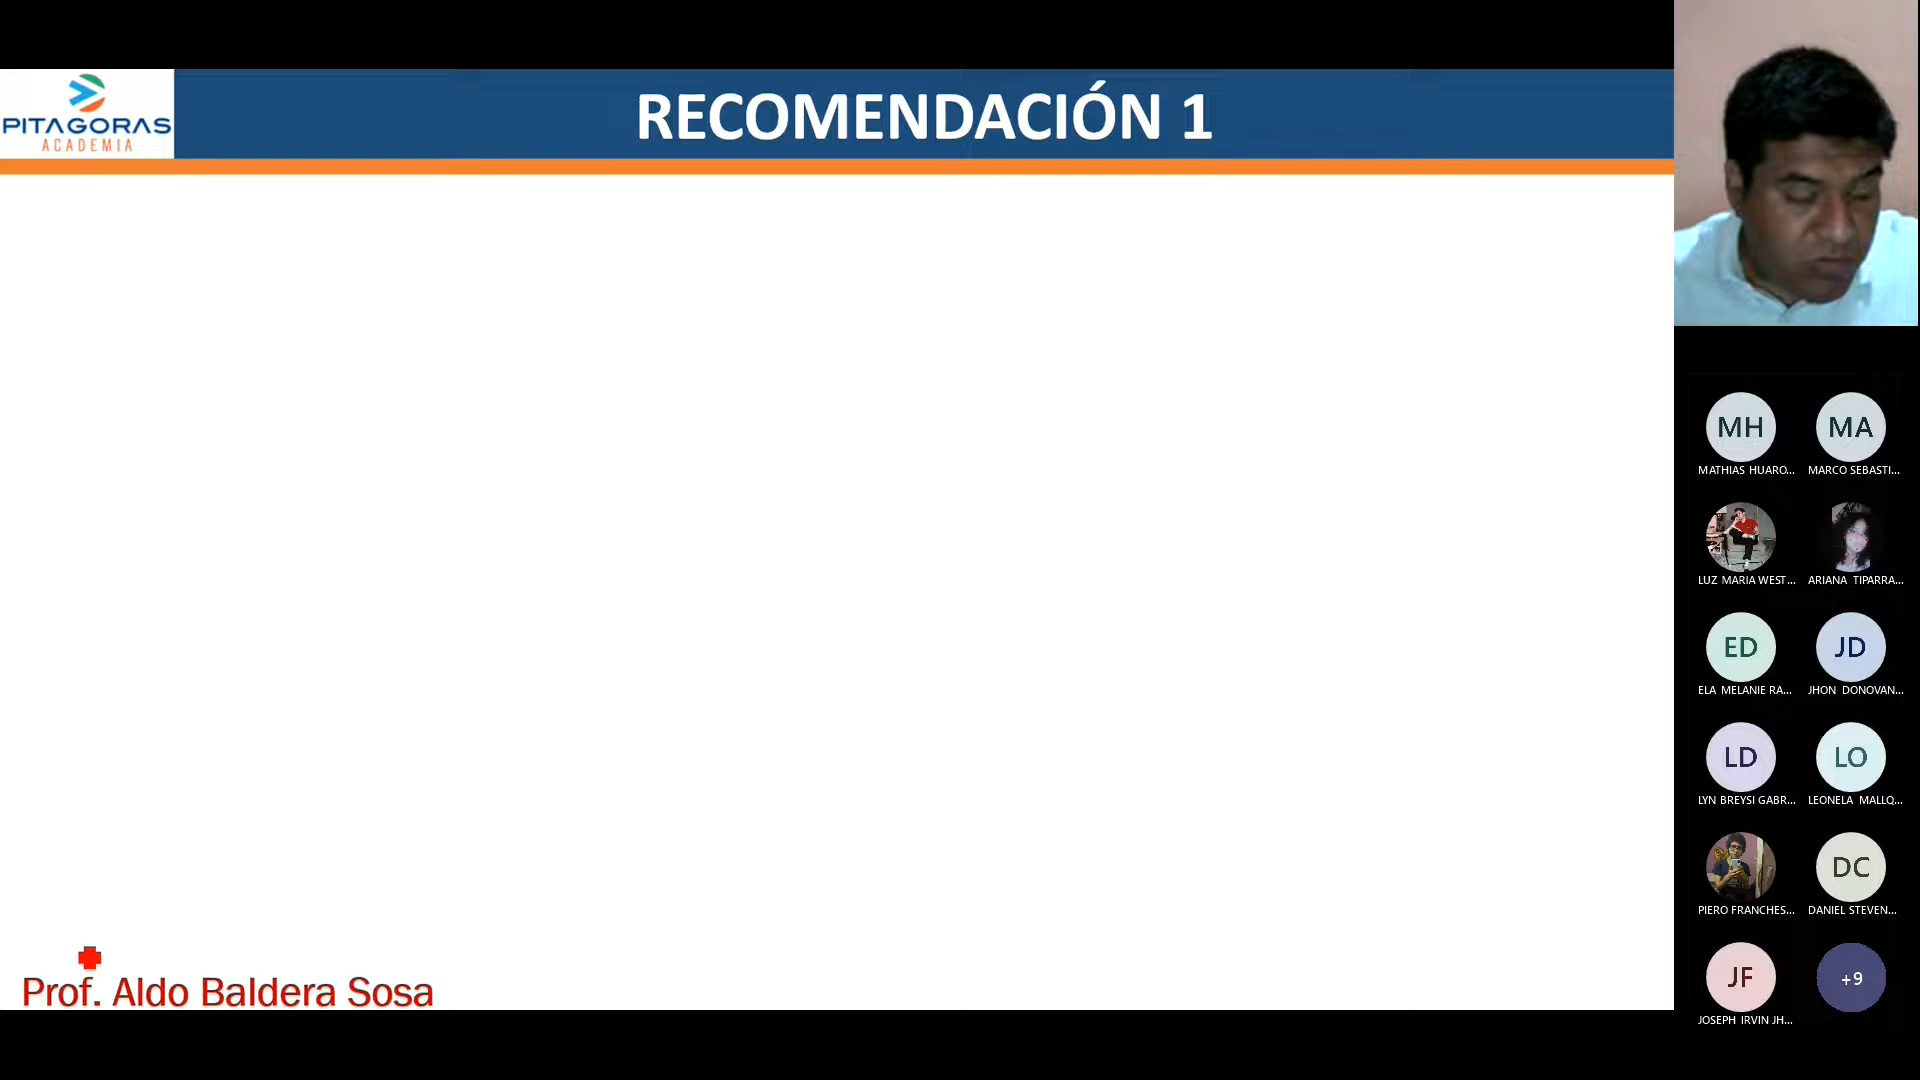 PITAGORAS
ACADEMIA
RECOMENDACIÓN 1
MH
MA
MATHIAS HUARO...
MARCO SEBASTI...
LUZ MARIA WEST...
ARIANA TIPARRA...
ED
JD
ELA MELANIE RA...
JHON DONOVAN...
LD
LO
LYN BREYSI GABR...
LEONELA MALLQ...
DC
PIERO FRANCHES...
DANIEL STEVEN...
JF
+9
JOSEPH IRVIN JH...
Prof. Aldo Baldera Sosa